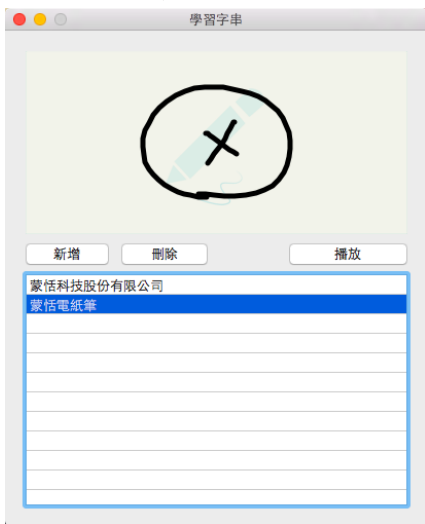 學習字串
新增 刪除 播放
蒙恬科技股份有限公司
蒙恬電紙筆